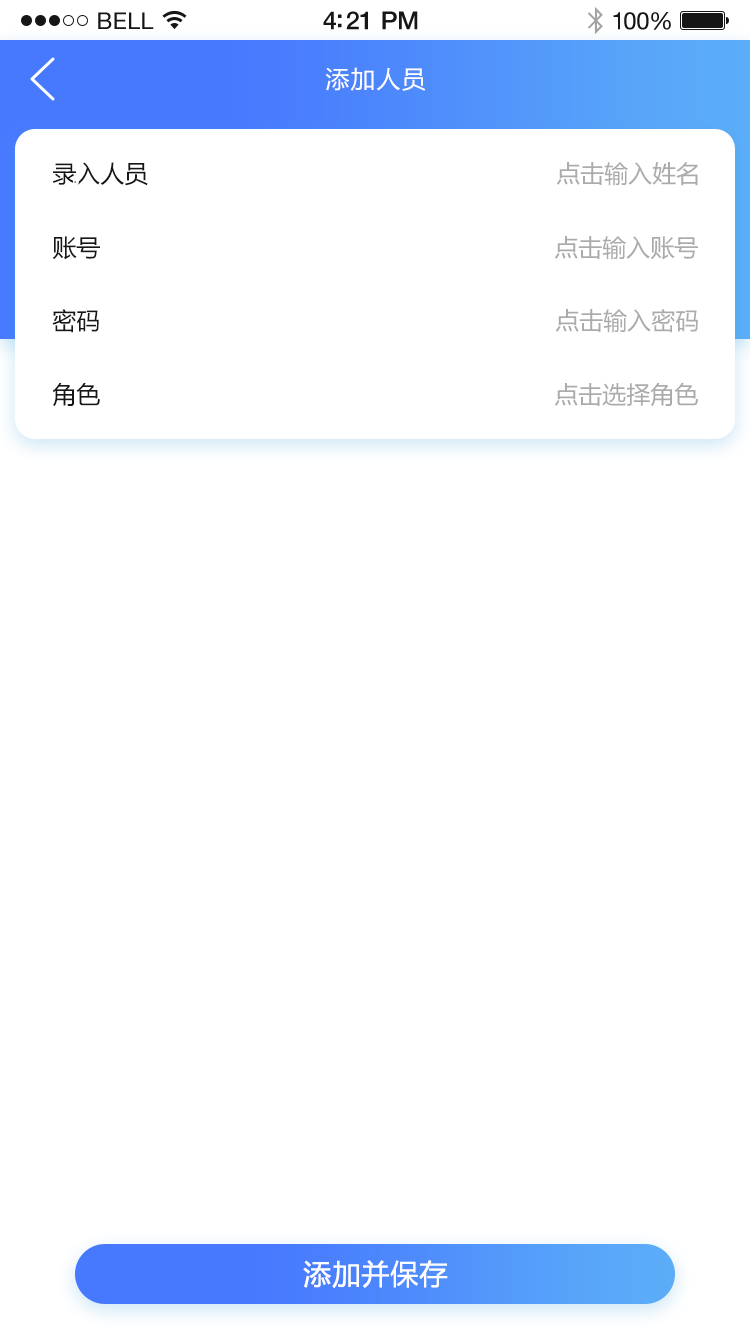 BELL 4:21 PM 100%
添加人员
录入人员 点击输入姓名
账号 点击输入账号
密码 点击输入密码
角色 点击选择角色
添加并保存